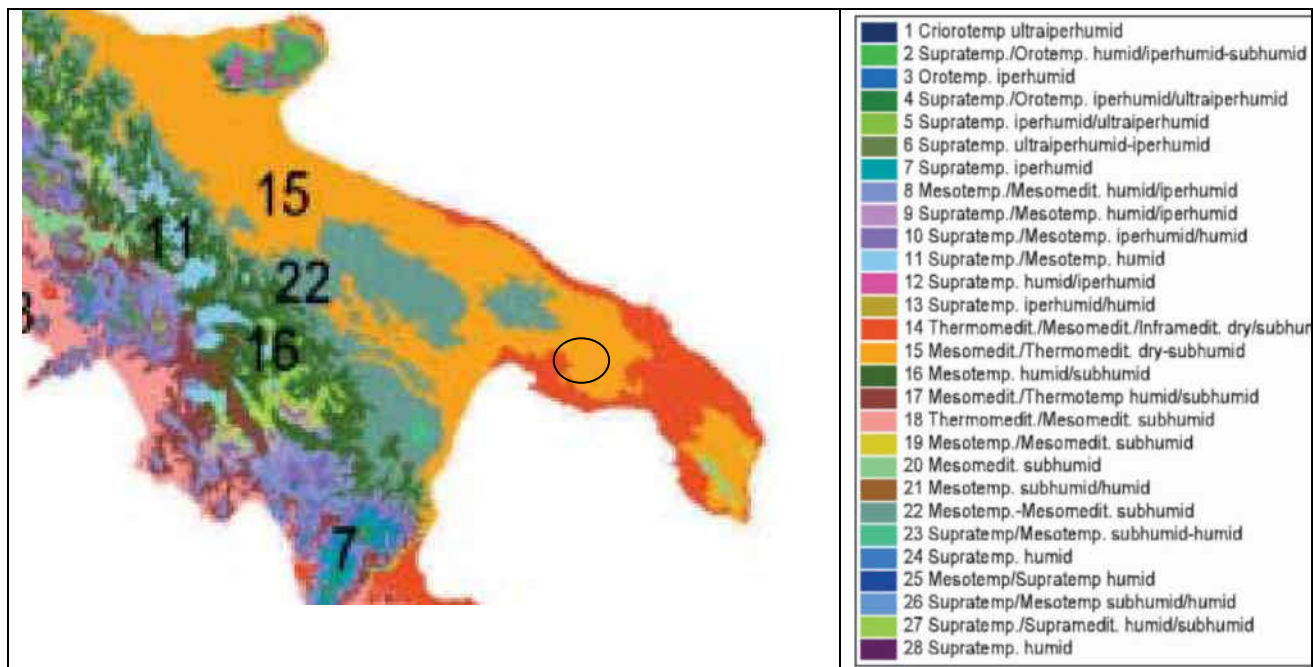 15
11
22
16
7
1 Criorotemp ultraiperhumid
2 Supratemp./Orotemp. humid/iperhumid-subhumid
3 Orotemp. iperhumid
4 Supratemp./Orotemp. iperhumid/ultraiperhumid
5 Supratemp. iperhumid/ultraiperhumid
6 Supratemp. ultraiperhumid-iperhumid
7 Supratemp. iperhumid
8 Mesotemp./Mesomedit. humid/iperhumid
9 Supratemp./Mesotemp. humid/iperhumid
10 Supratemp./Mesotemp. iperhumid/humid
11 Supratemp./Mesotemp. humid
12 Supratemp. humid/iperhumid
13 Supratemp. iperhumid/humid
14 Thermomedit./Mesomedit./Inframedit. dry/subhum
15 Mesomedit./Thermomedit. dry-subhumid
16 Mesotemp. humid/subhumid
17 Mesomedit./Thermotemp humid/subhumid
18 Thermomedit./Mesomedit. subhumid
19 Mesotemp./Mesomedit. subhumid
20 Mesomedit. subhumid
21 Mesotemp. subhumid/humid
22 Mesotemp.-Mesomedit. subhumid
23 Supratemp/Mesotemp. subhumid-humid
24 Supratemp. humid
25 Mesotemp/Supratemp humid
26 Supratemp/Mesotemp subhumid/humid
27 Supratemp./Supramedit. humid/subhumid
28 Supratemp. humid